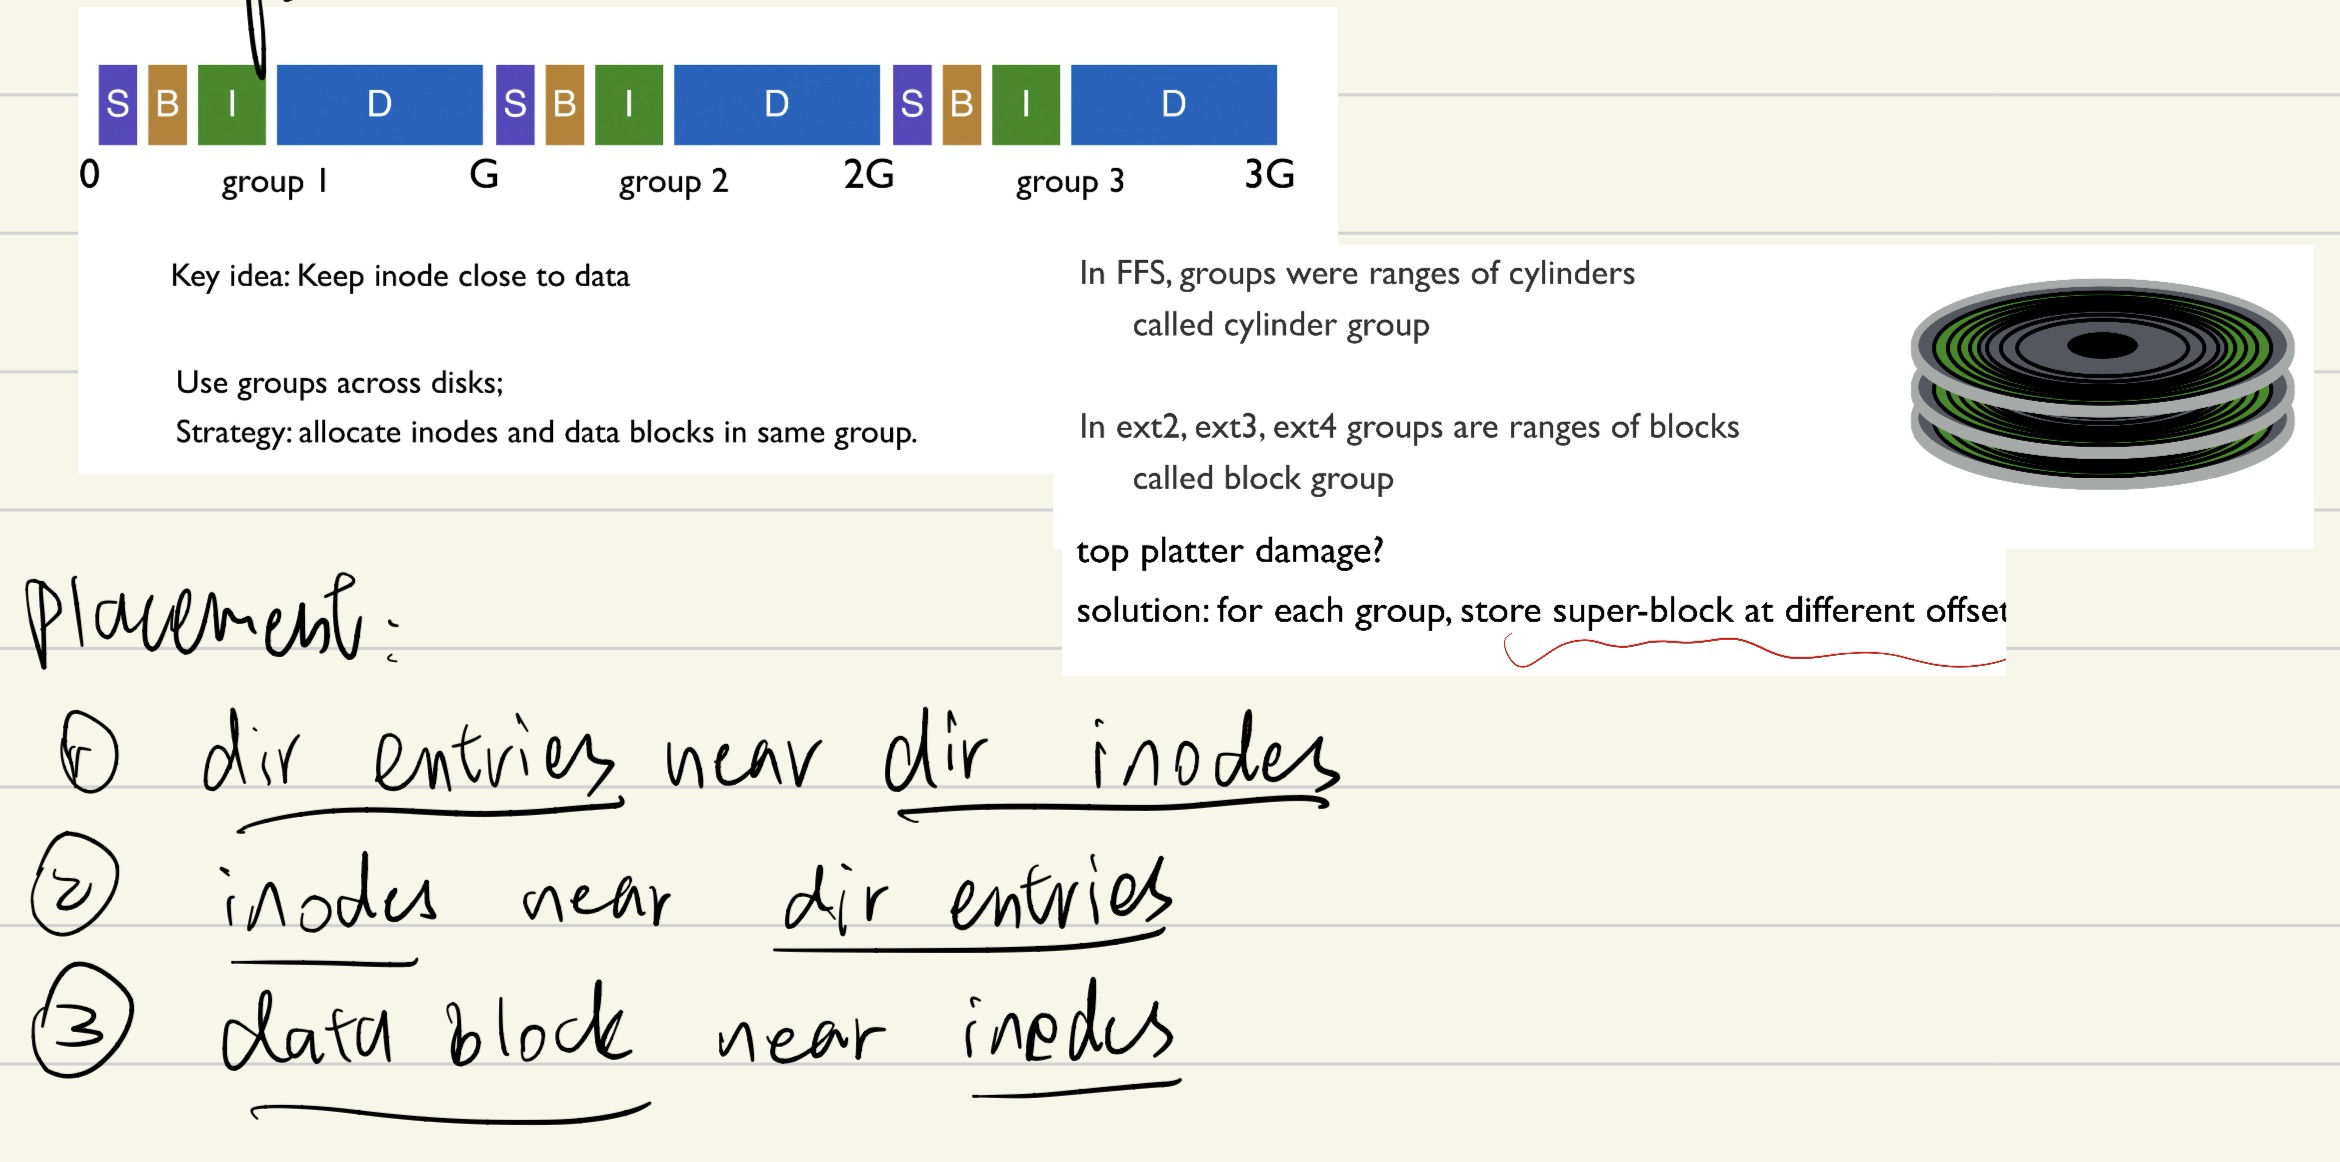 S B I D S B I D S B I D
0 group 1 G group 2 2G group 3 3G
Key idea: Keep inode close to data
Use groups across disks;
Strategy: allocate inodes and data blocks in same group.
In FFS, groups were ranges of cylinders
called cylinder group
In ext2, ext3, ext4 groups are ranges of blocks
called block group
top platter damage?
solution: for each group, store super-block at different offset
Placement:
① dir entries near dir inodes
② inodes near dir entries
③ data block near inodes